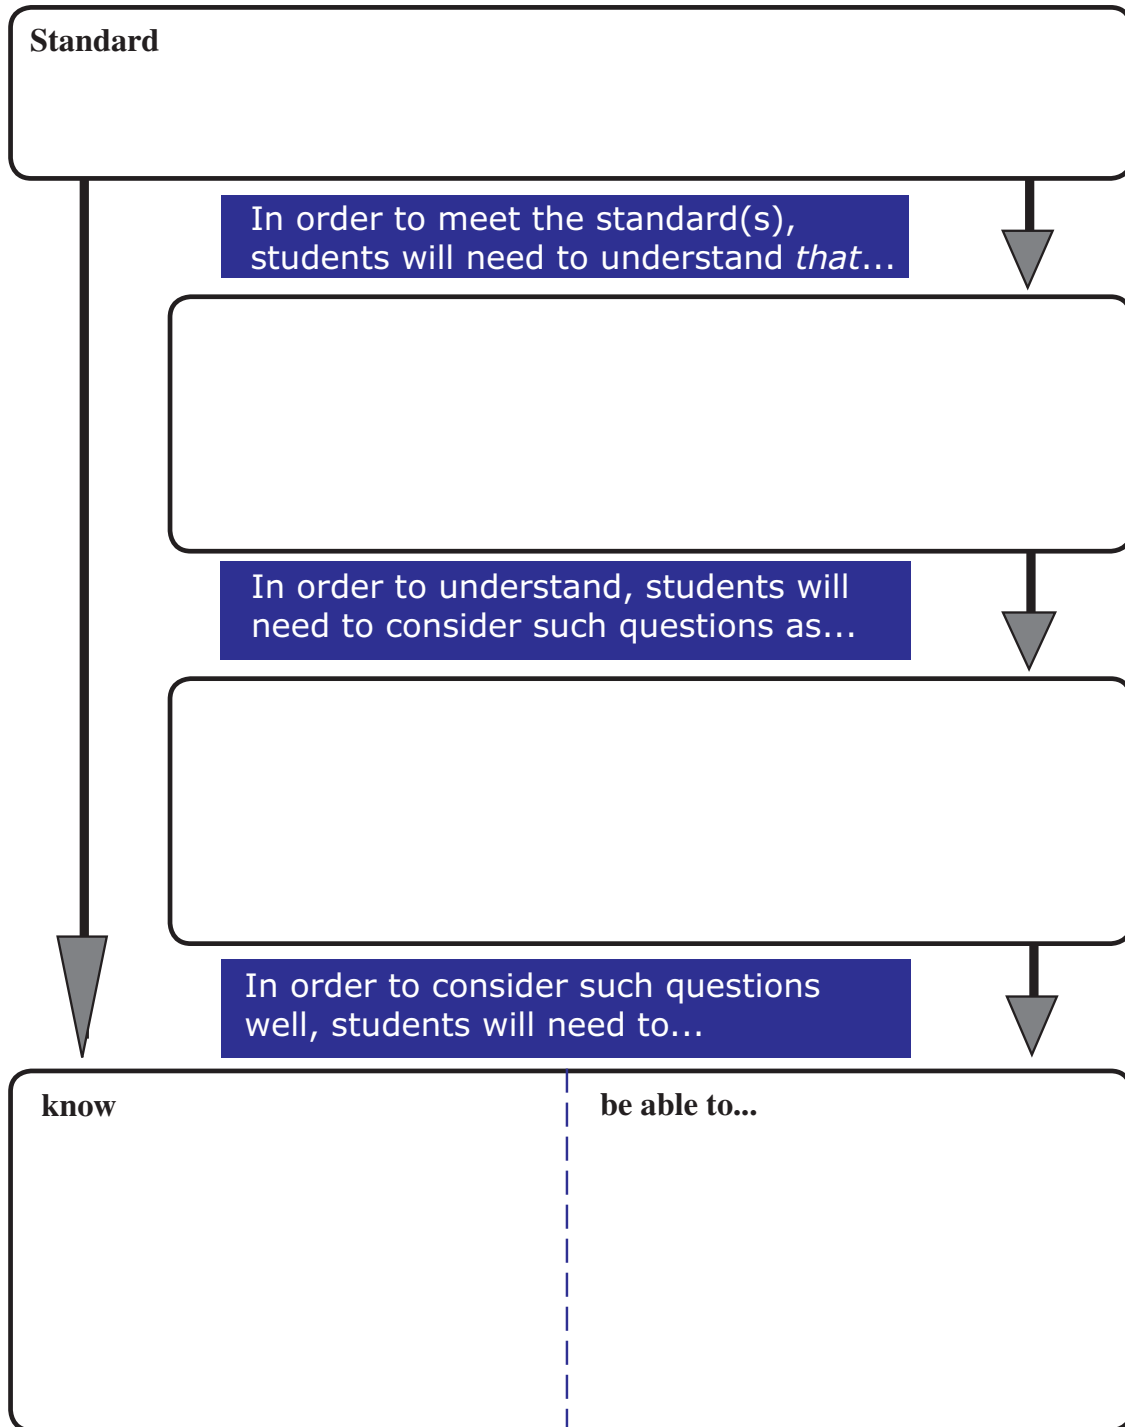 Standard
In order to meet the standard(s),
students will need to understand that...
In order to understand, students will
need to consider such questions as...
In order to consider such questions
well, students will need to...
know
be able to...